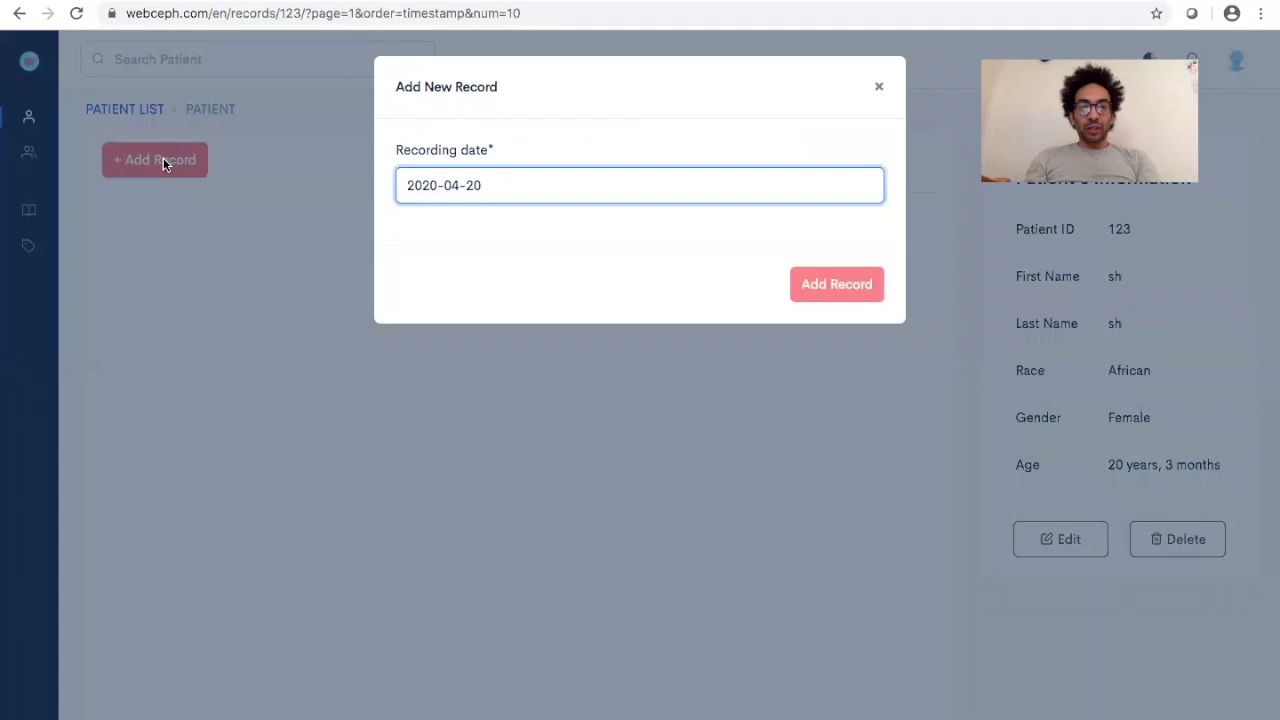 webceph.com/en/records/123/?page=1&order=timestamp&num=10
Search Patient
PATIENT LIST
PATIENT
+ Add Record
Add New Record
×
Recording date*
2020-04-20
Add Record
Patient ID 123
First Name sh
Last Name sh
Race African
Gender Female
Age 20 years, 3 months
Edit
Delete